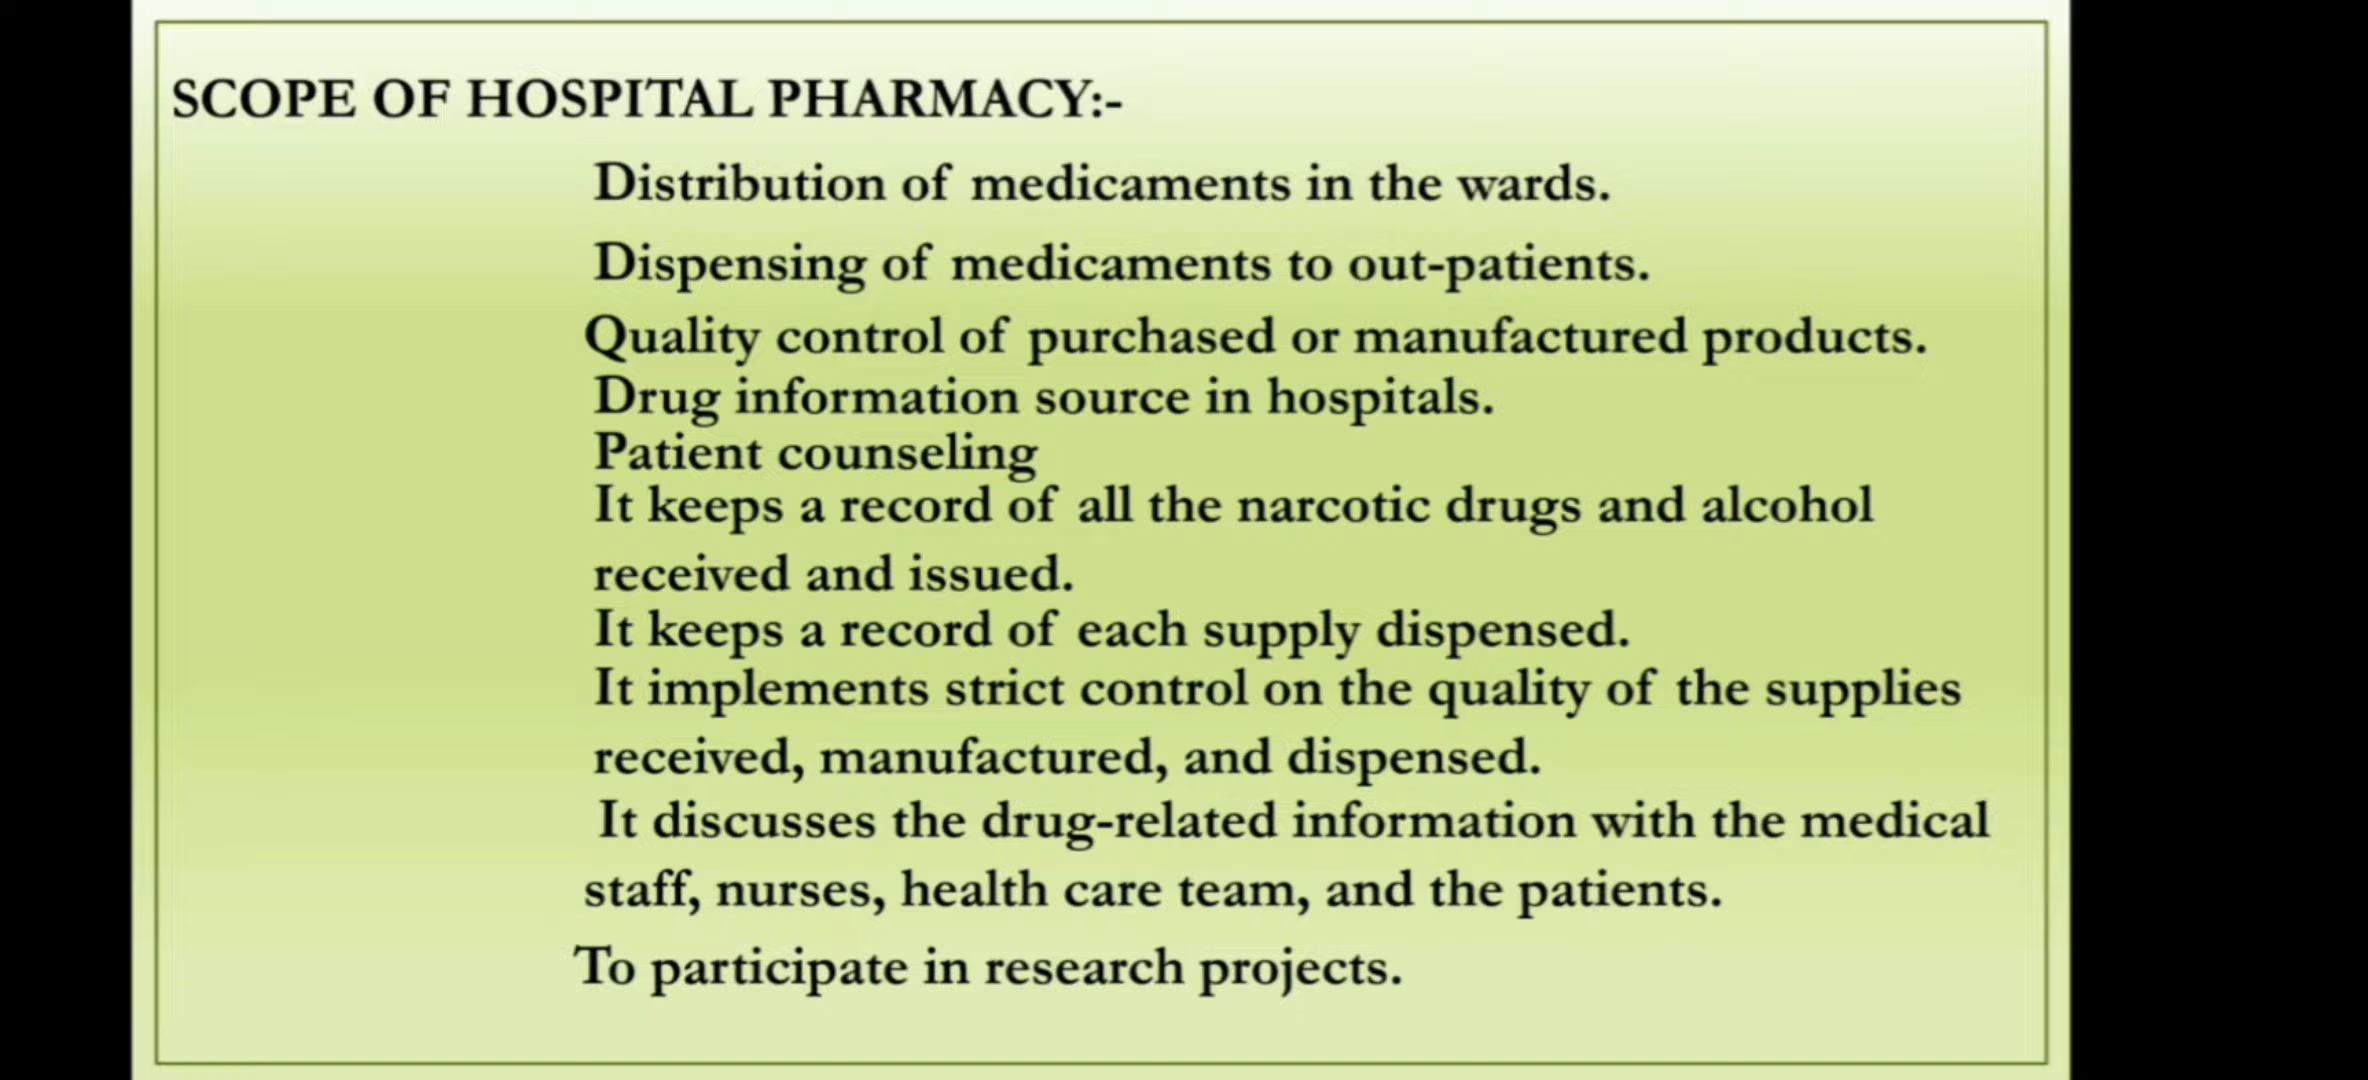 SCOPE OF HOSPITAL PHARMACY:-
Distribution of medicaments in the wards.
Dispensing of medicaments to out-patients.
Quality control of purchased or manufactured products.
Drug information source in hospitals.
Patient counseling
It keeps a record of all the narcotic drugs and alcohol
received and issued.
It keeps a record of each supply dispensed.
It implements strict control on the quality of the supplies
received, manufactured, and dispensed.
It discusses the drug-related information with the medical
staff, nurses, health care team, and the patients.
To participate in research projects.